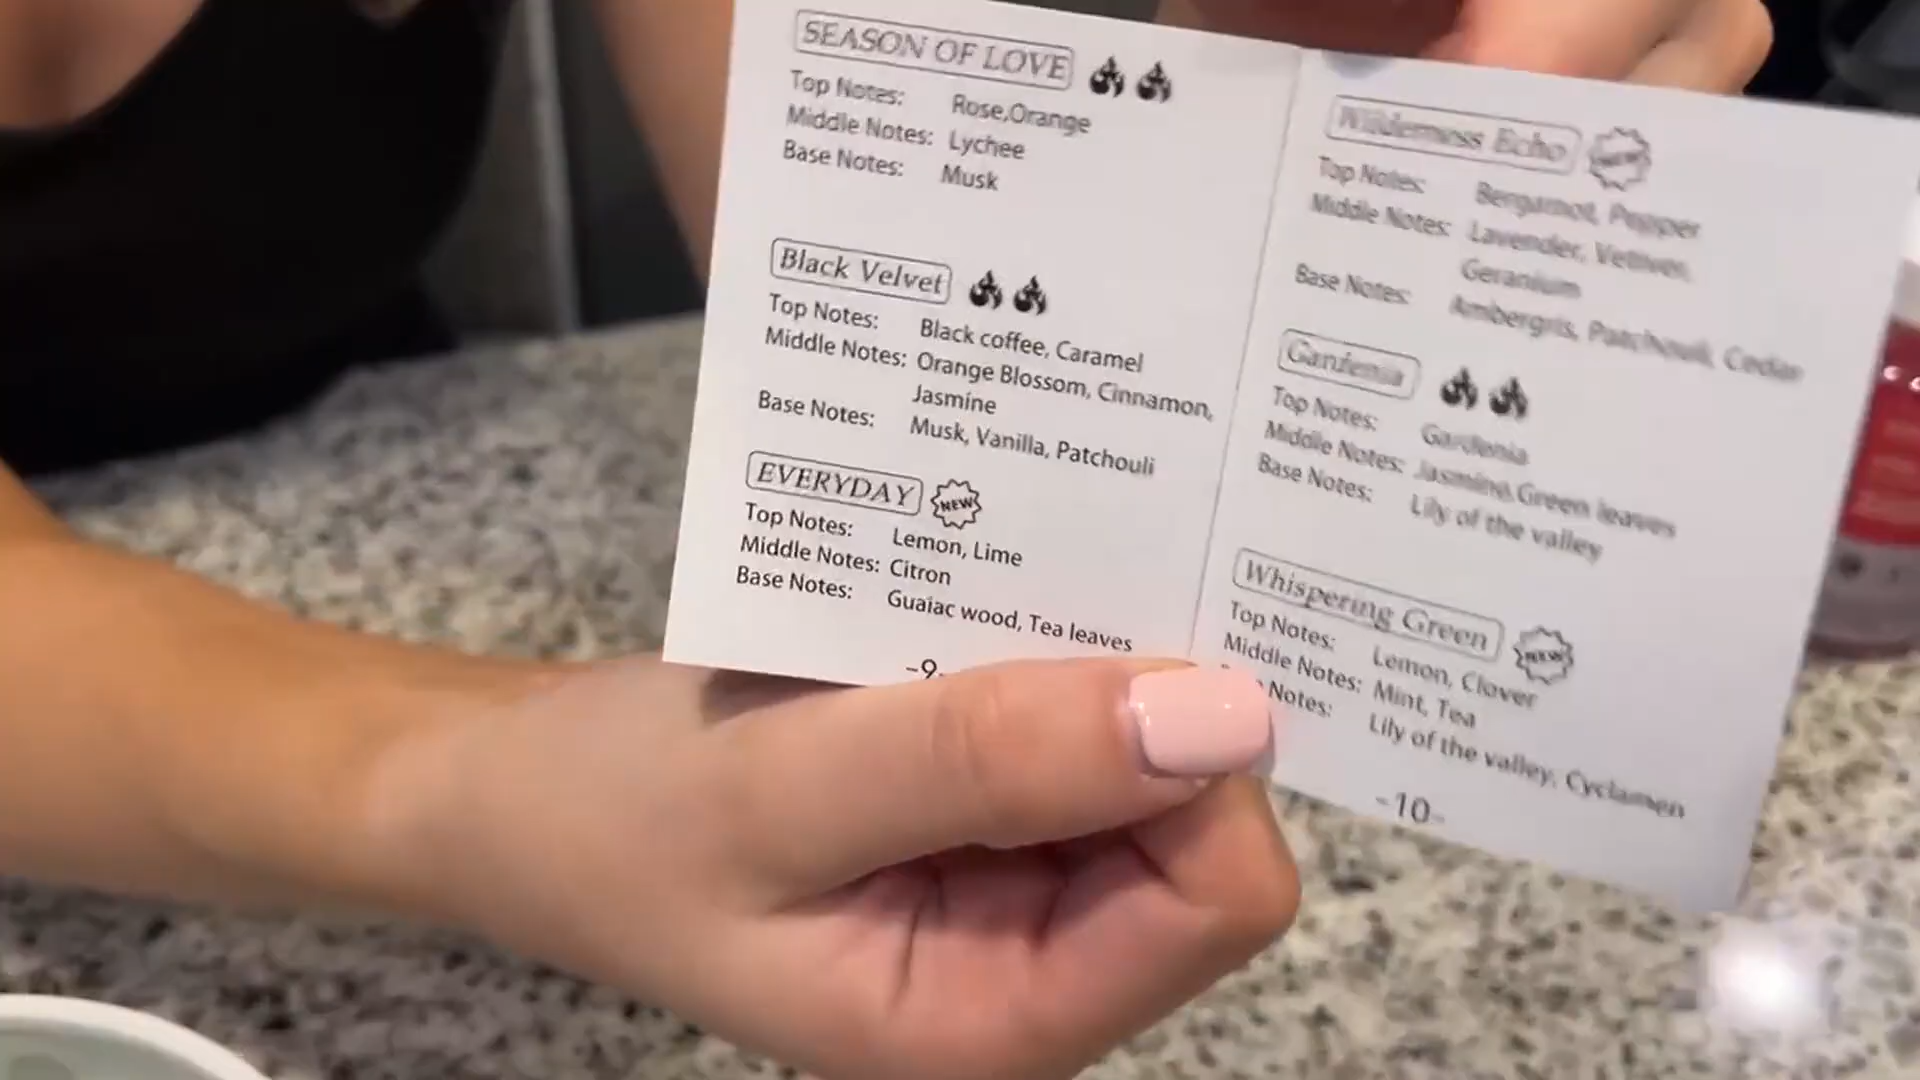 SEASON OF LOVE
Top Notes: Rose,Orange
Middle Notes: Lychee
Base Notes: Musk
Black Velvet
Top Notes: Black coffee, Caramel
Middle Notes: Orange Blossom, Cinnamon,
Jasmine
Base Notes: Musk, Vanilla, Patchouli
EVERYDAY NEW
Top Notes: Lemon, Lime
Middle Notes: Citron
Base Notes: Guaiac wood, Tea leaves
-9-
Wilderness Echo NEW
Top Notes: Bergamot, Pepper
Middle Notes: Lavender, Vetiver,
Geranium
Base Notes: Ambergris, Patchouli, Cedar
Gardenia
Top Notes: Gardenia
Middle Notes: Jasmine,Green leaves
Base Notes: Lily of the valley
Whispering Green NEW
Top Notes: Lemon, Clover
Middle Notes: Mint, Tea
Notes: Lily of the valley, Cyclamen
-10-